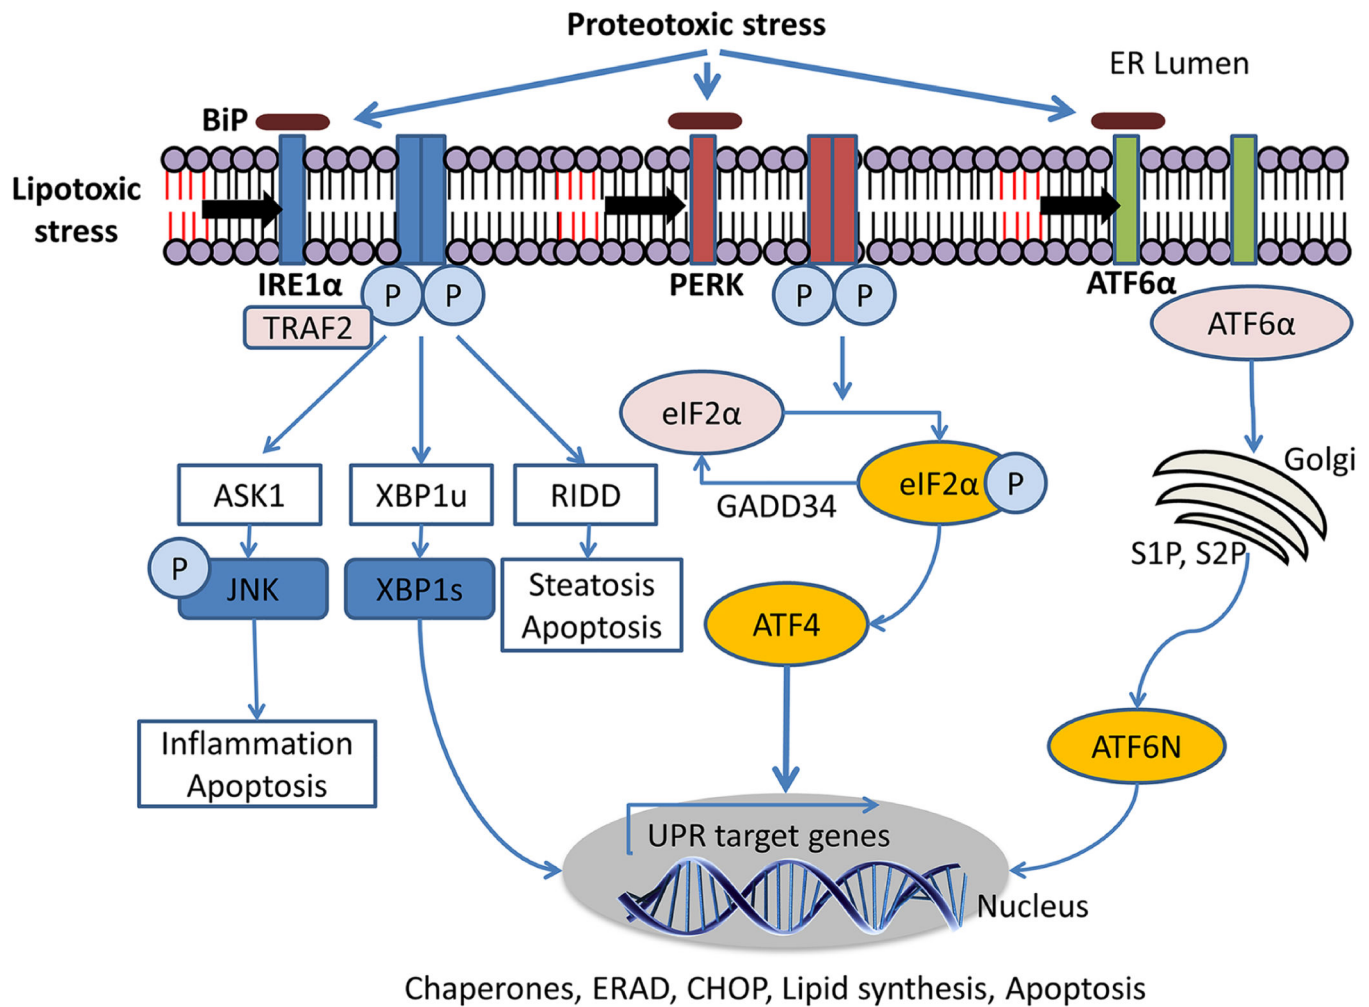 Proteotoxic stress
ER Lumen
BiP
Lipotoxic
stress
IRE1α
PERK
ATF6α
P
P
P
P
TRAF2
ATF6α
eIF2α
eIF2α
P
GADD34
Golgi
S1P, S2P
ASK1
XBP1u
RIDD
P
JNK
XBP1s
Steatosis
Apoptosis
ATF4
Inflammation
Apoptosis
ATF6N
UPR target genes
Nucleus
Chaperones, ERAD, CHOP, Lipid synthesis, Apoptosis